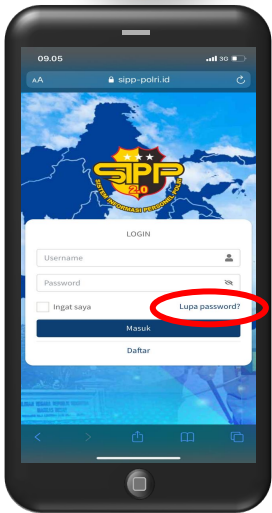 09.05
3G
AA
sipp-polri.id
SIPP
2.0
SISTEM INFORMASI PERSONEL POLRI
LOGIN
Username
Password
Ingat saya
Lupa password?
Masuk
Daftar